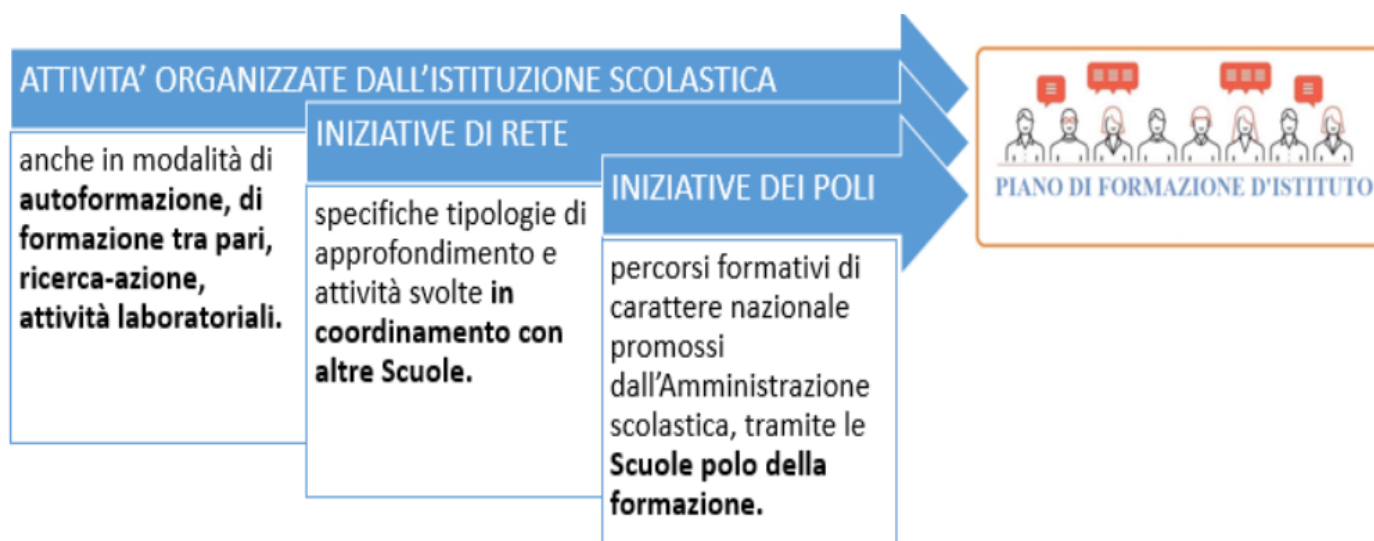 ATTIVITA' ORGANIZZATE DALL'ISTITUZIONE SCOLASTICA
anche in modalità di
autoformazione, di
formazione tra pari,
ricerca-azione,
attività laboratoriali.
INIZIATIVE DI RETE
specifiche tipologie di
approfondimento e
attività svolte in
coordinamento con
altre Scuole.
INIZIATIVE DEI POLI
percorsi formativi di
carattere nazionale
promossi
dall'Amministrazione
scolastica, tramite le
Scuole polo della
formazione.
PIANO DI FORMAZIONE D'ISTITUTO